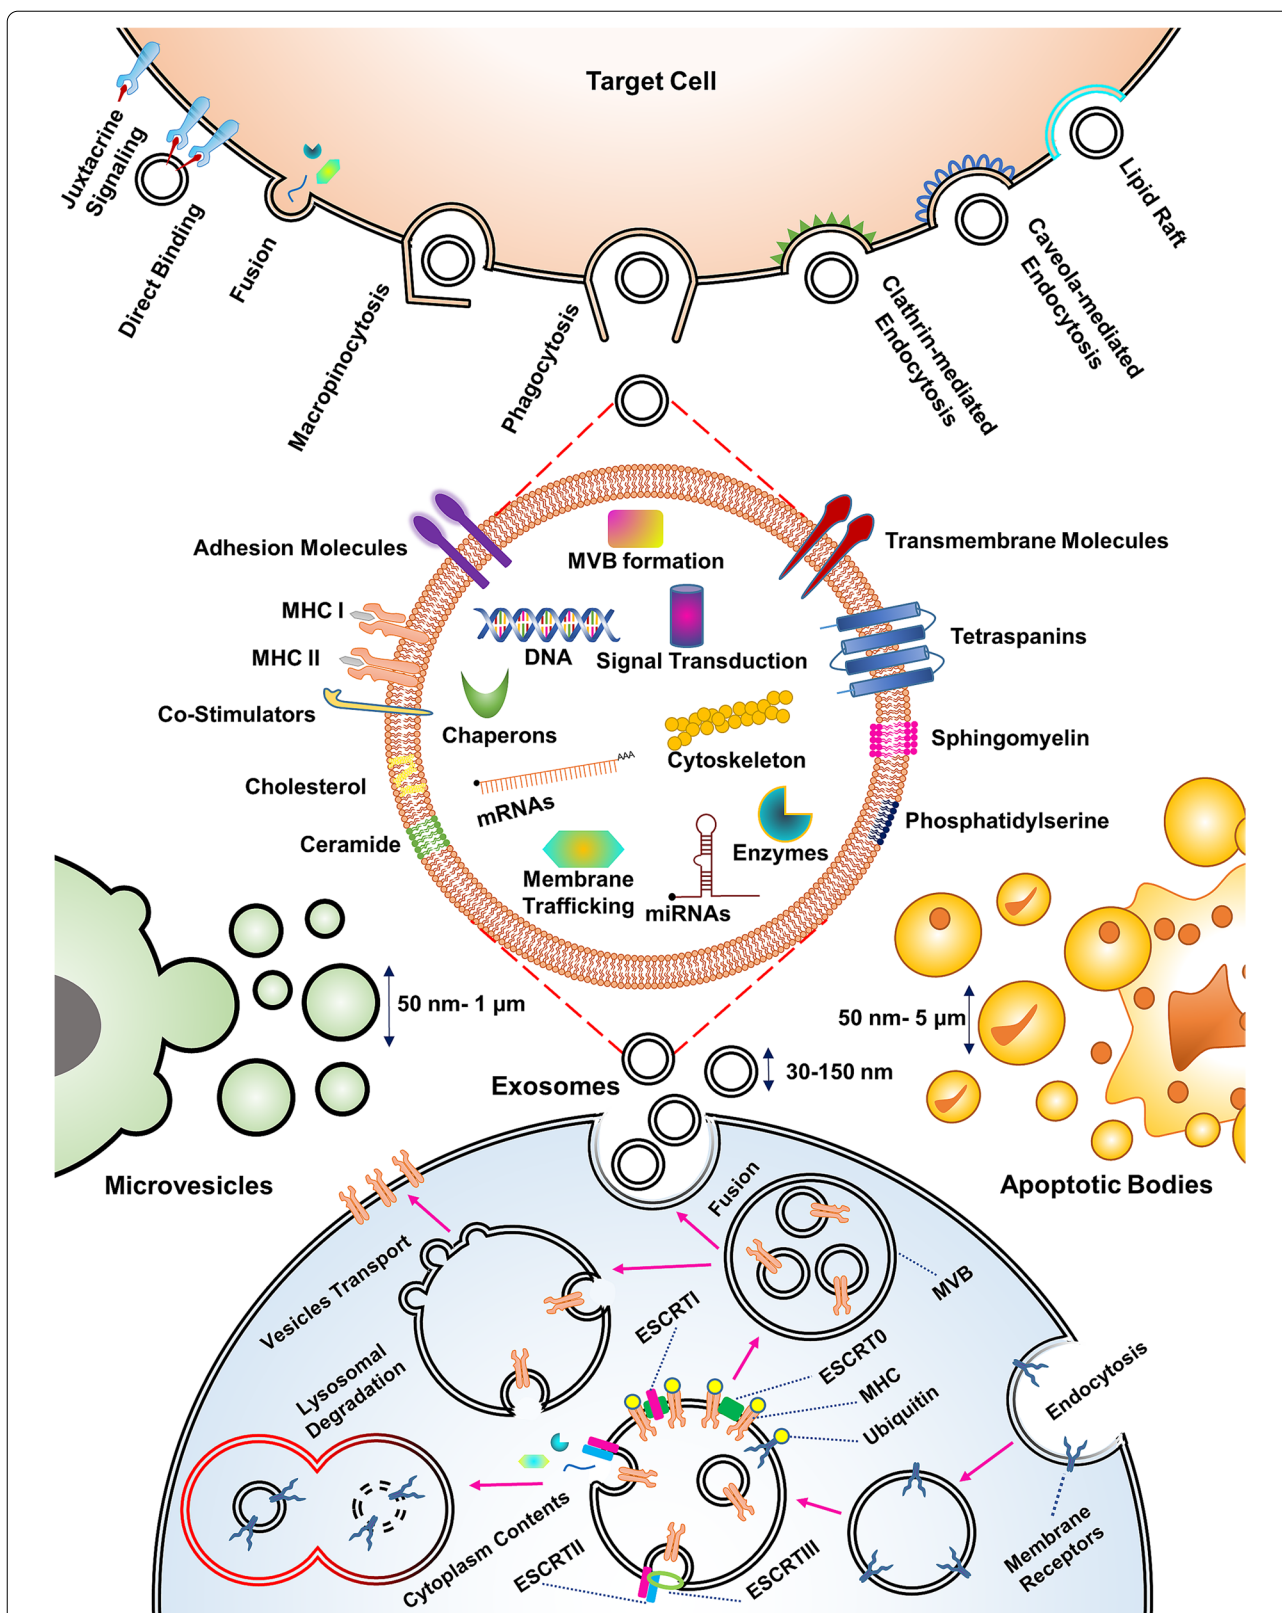 Target Cell
Juxtacrine
Signaling
Direct Binding
Fusion
Macropinocytosis
Phagocytosis
Clathrin-mediated
Endocytosis
Caveola-mediated
Endocytosis
Lipid Raft
Adhesion Molecules
MHC I
MHC II
Co-Stimulators
Cholesterol
Ceramide
MVB formation
DNA
Signal Transduction
Chaperons
Cytoskeleton
AAA
mRNAs
Enzymes
Membrane
Trafficking
miRNAs
Transmembrane Molecules
Tetraspanins
Sphingomyelin
Phosphatidylserine
50 nm- 1 µm
Microvesicles
50 nm- 5 µm
Apoptotic Bodies
Exosomes
30-150 nm
Fusion
MVB
Vesicles Transport
Lysosomal
Degradation
ESCRTI
ESCRT0
MHC
Ubiquitin
Endocytosis
Cytoplasm Contents
ESCRTII
ESCRTIII
Membrane
Receptors